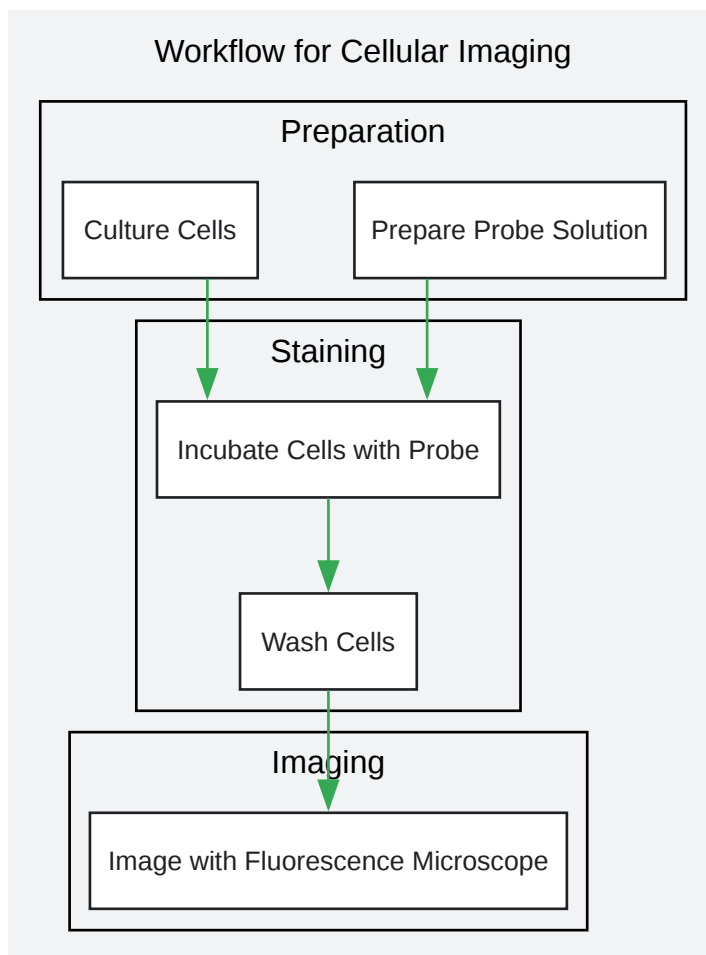 Workflow for Cellular Imaging
Preparation
Culture Cells
Prepare Probe Solution
Staining
Incubate Cells with Probe
Wash Cells
Imaging
Image with Fluorescence Microscope